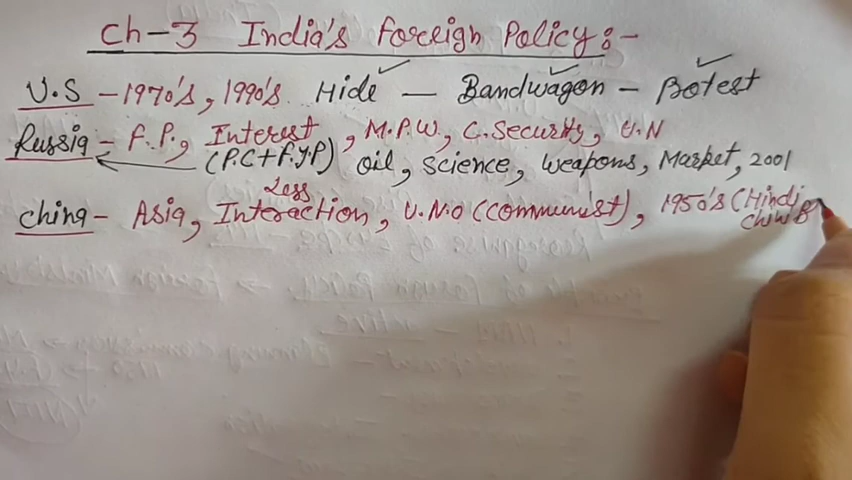 Ch-3 India's Foreign Policy:-
U.S - 1970's, 1990's Hide - Bandwagon - Botest
Russia - F.P., Interest, M.P.W., C. Security, U.N
(P.C + F.Y.P) Oil, Science, Weapons, Market, 2001
Less
China - Asia, Interaction, U.N.O (Communist), 1950's (Hindi